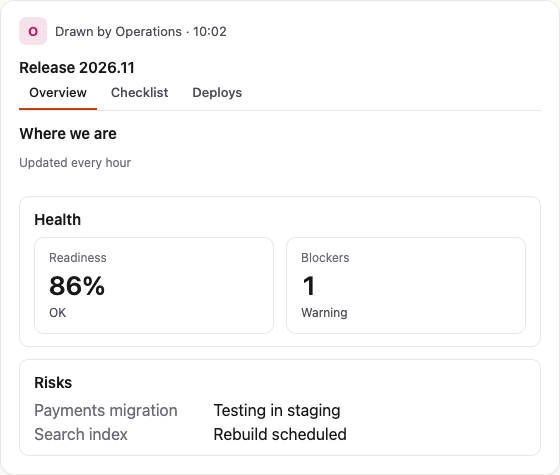 O Drawn by Operations · 10:02
Release 2026.11
Overview Checklist Deploys
Where we are
Updated every hour
Health
Readiness Blockers
86% 1
OK Warning
Risks
Payments migration Testing in staging
Search index Rebuild scheduled